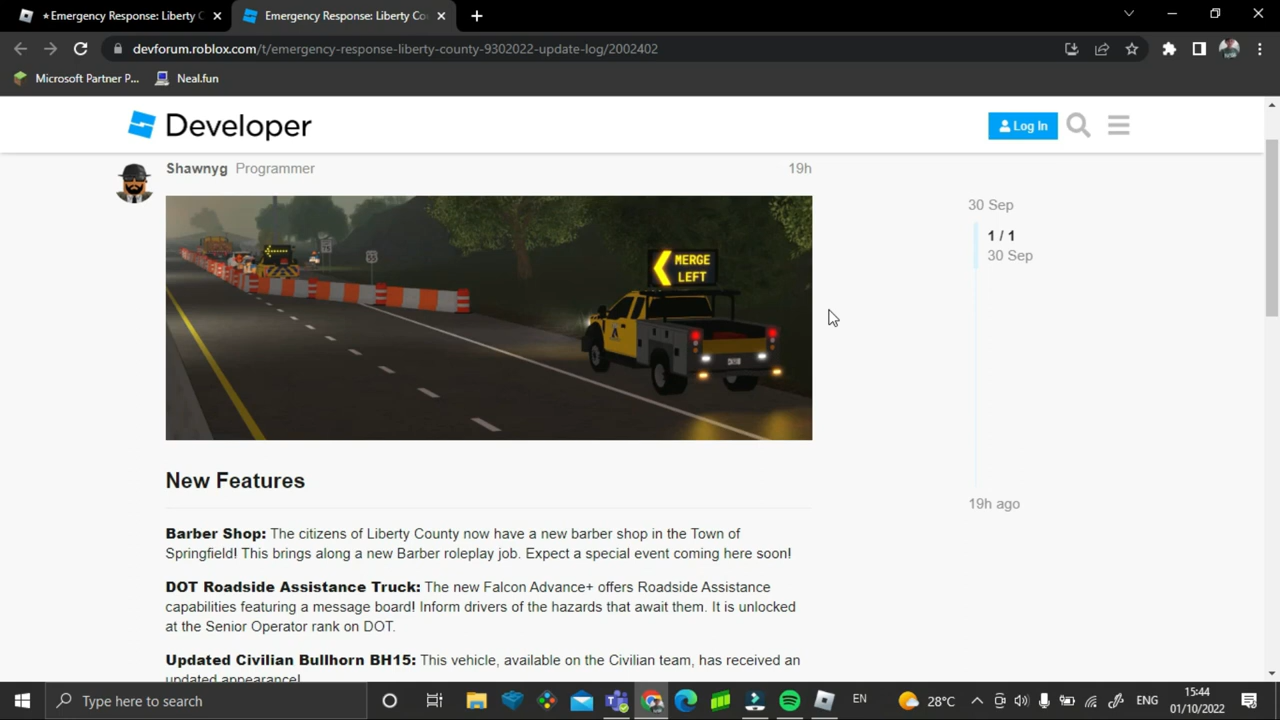 ★Emergency Response: Liberty C
Emergency Response: Liberty Co
devforum.roblox.com/t/emergency-response-liberty-county-9302022-update-log/2002402
Microsoft Partner P...
Neal.fun
Developer
Log In
Shawnyg Programmer
19h
MERGE
LEFT
30 Sep
1 / 1
30 Sep
19h ago
New Features
Barber Shop: The citizens of Liberty County now have a new barber shop in the Town of
Springfield! This brings along a new Barber roleplay job. Expect a special event coming here soon!
DOT Roadside Assistance Truck: The new Falcon Advance+ offers Roadside Assistance
capabilities featuring a message board! Inform drivers of the hazards that await them. It is unlocked
at the Senior Operator rank on DOT.
Updated Civilian Bullhorn BH15: This vehicle, available on the Civilian team, has received an
updated appearance!
Type here to search
EN
28°C
ENG
15:44
01/10/2022